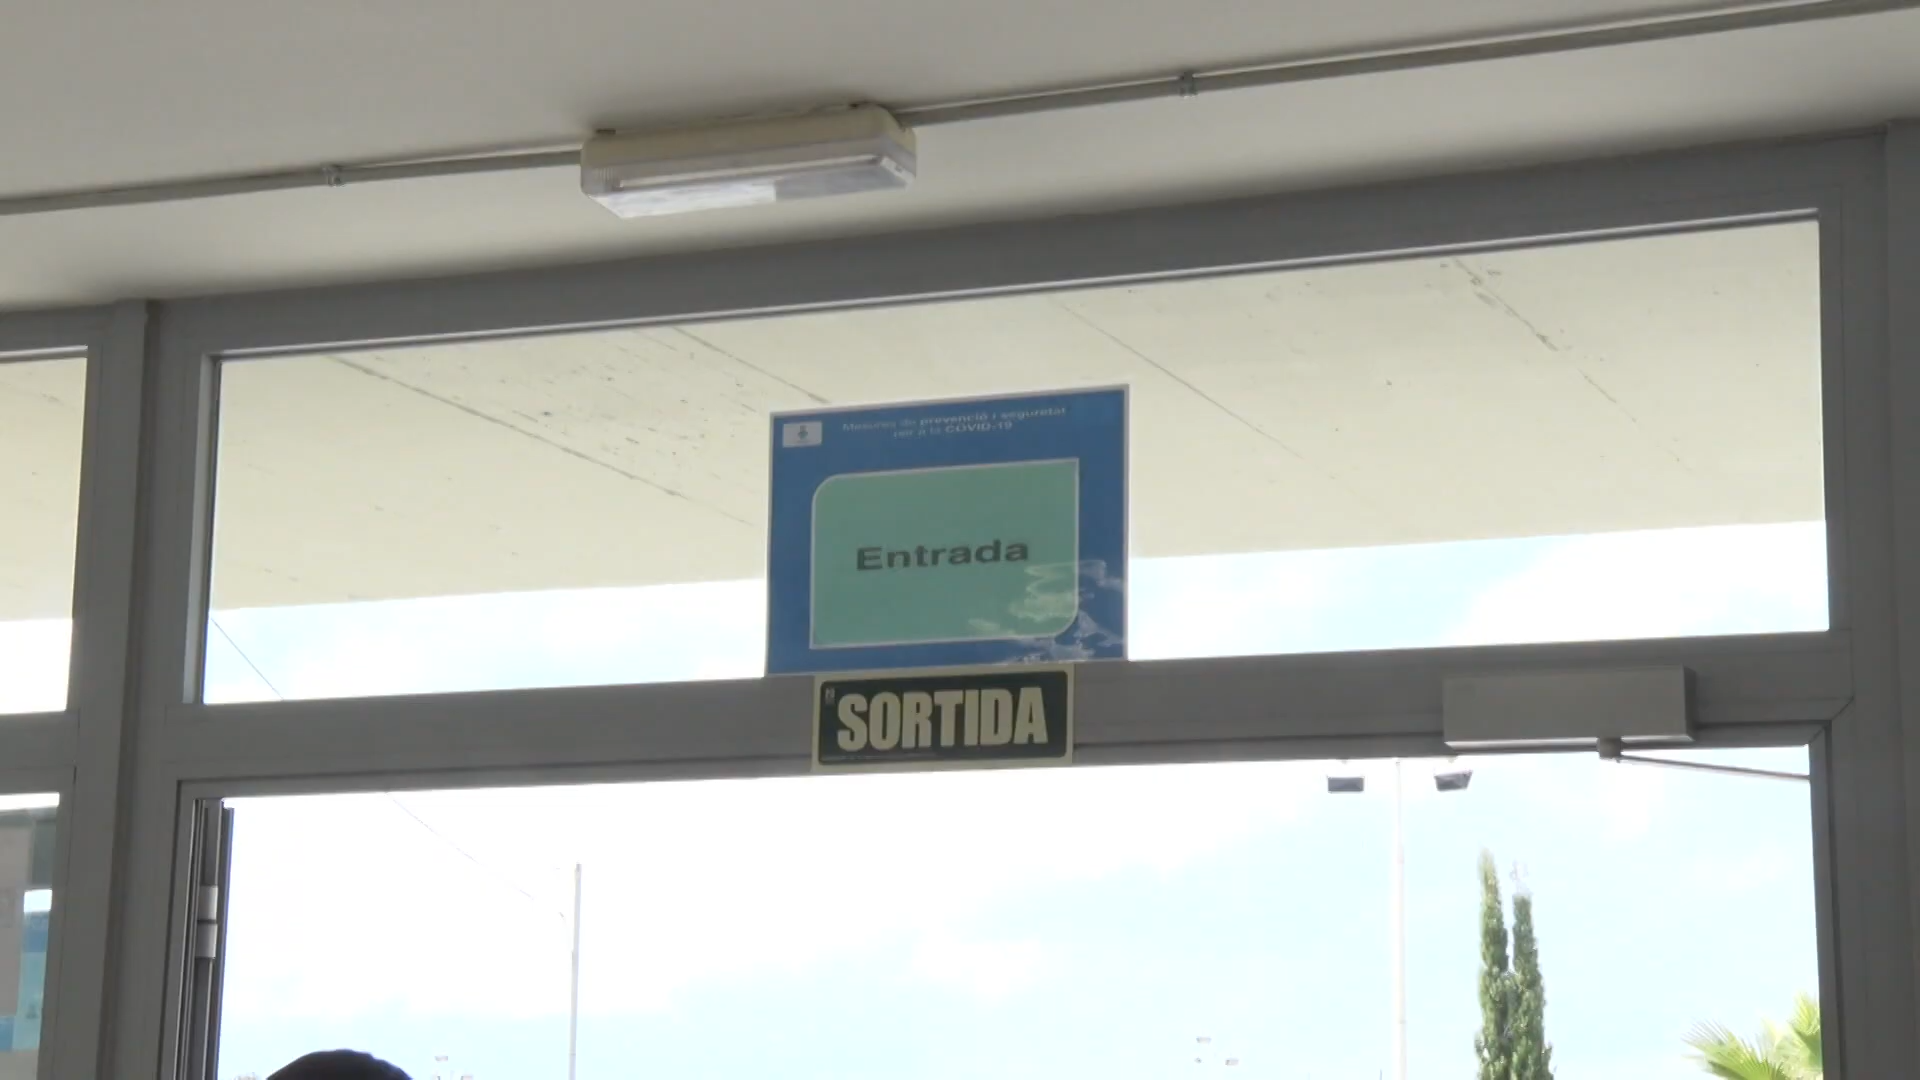 Mesures de prevenció i seguretat
per a la COVID-19
Entrada
SORTIDA